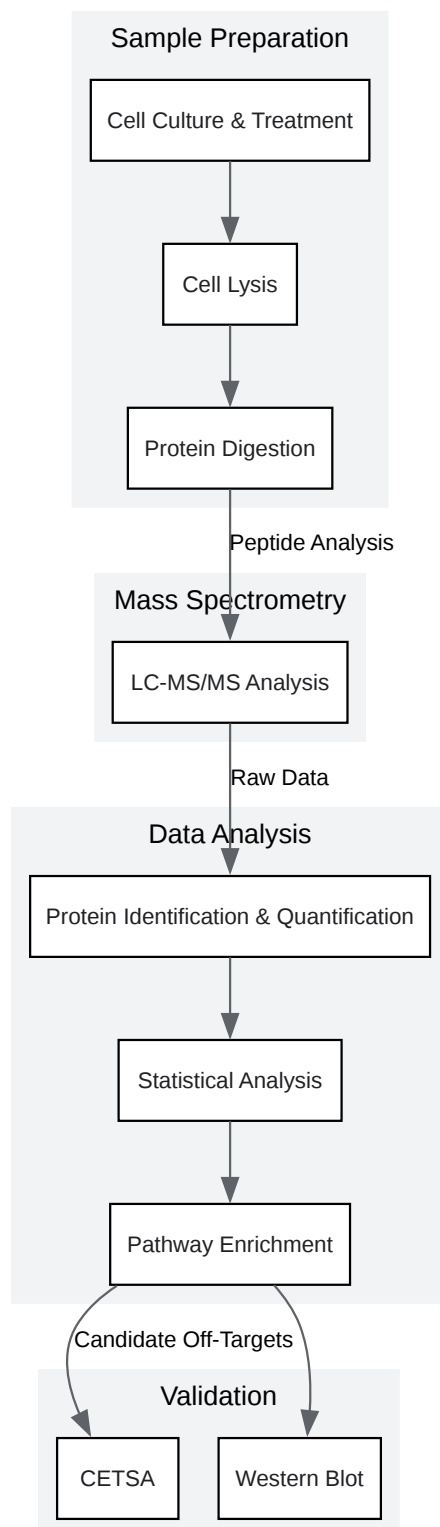 Sample Preparation
Cell Culture & Treatment
Cell Lysis
Protein Digestion
Peptide Analysis
Mass Spectrometry
LC-MS/MS Analysis
Raw Data
Data Analysis
Protein Identification & Quantification
Statistical Analysis
Pathway Enrichment
Candidate Off-Targets
Validation
CETSA
Western Blot